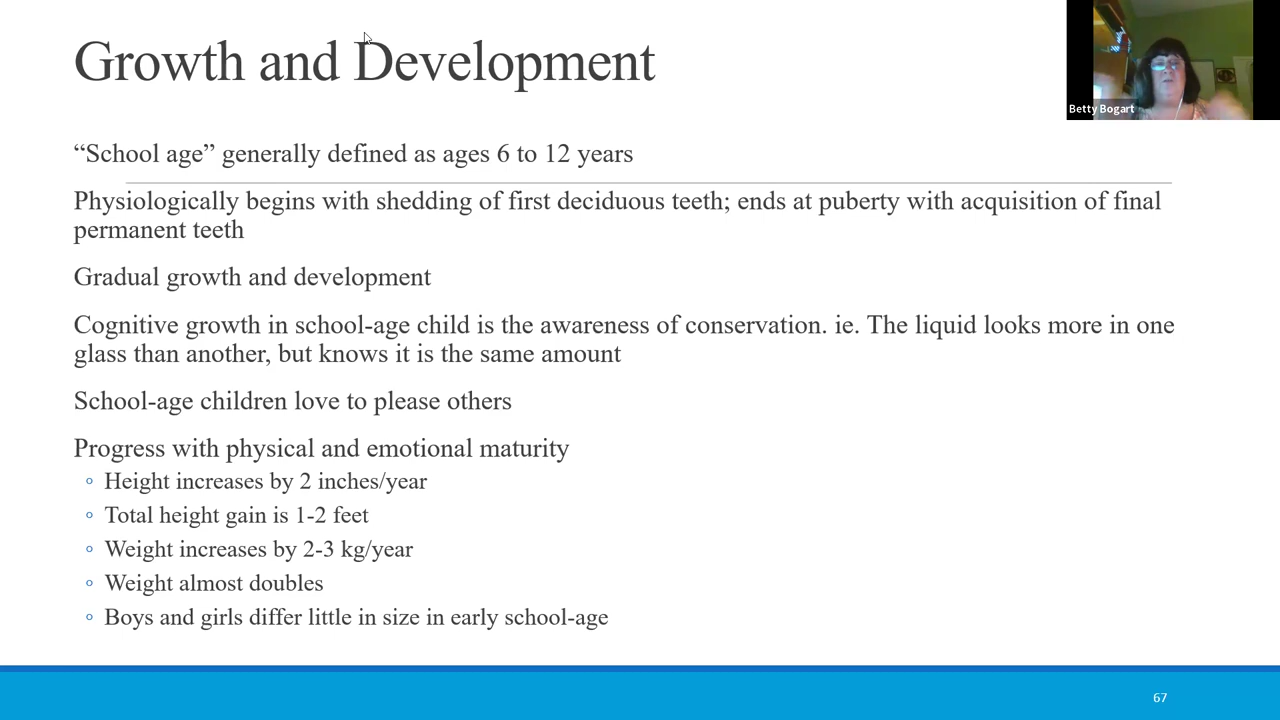 Growth and Development
Betty Bogart
“School age” generally defined as ages 6 to 12 years
Physiologically begins with shedding of first deciduous teeth; ends at puberty with acquisition of final
permanent teeth
Gradual growth and development
Cognitive growth in school-age child is the awareness of conservation. ie. The liquid looks more in one
glass than another, but knows it is the same amount
School-age children love to please others
Progress with physical and emotional maturity
Height increases by 2 inches/year
Total height gain is 1-2 feet
Weight increases by 2-3 kg/year
Weight almost doubles
Boys and girls differ little in size in early school-age
67